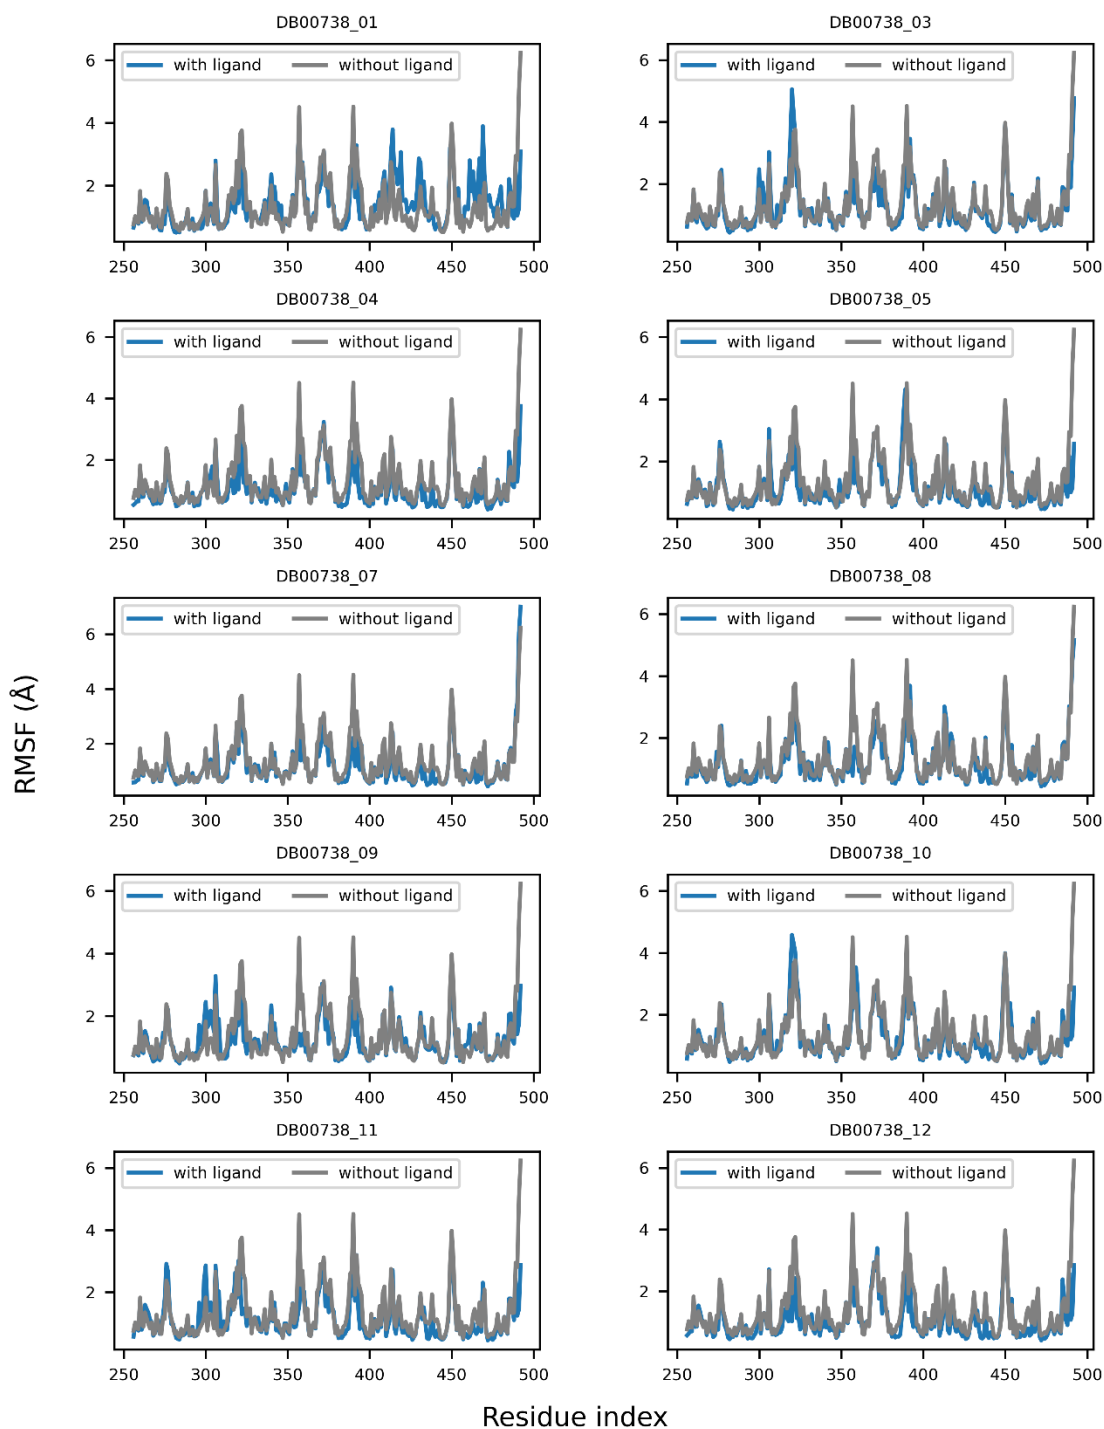 DB00738_01
6
4
2
with ligand
without ligand
250 300 350 400 450 500
DB00738_03
6
4
2
with ligand
without ligand
250 300 350 400 450 500
DB00738_04
6
4
2
with ligand
without ligand
250 300 350 400 450 500
DB00738_05
6
4
2
with ligand
without ligand
250 300 350 400 450 500
DB00738_07
6
4
2
with ligand
without ligand
250 300 350 400 450 500
DB00738_08
6
4
2
with ligand
without ligand
250 300 350 400 450 500
DB00738_09
6
4
2
with ligand
without ligand
250 300 350 400 450 500
DB00738_10
6
4
2
with ligand
without ligand
250 300 350 400 450 500
DB00738_11
6
4
2
with ligand
without ligand
250 300 350 400 450 500
DB00738_12
6
4
2
with ligand
without ligand
250 300 350 400 450 500
RMSF (Å)
Residue index